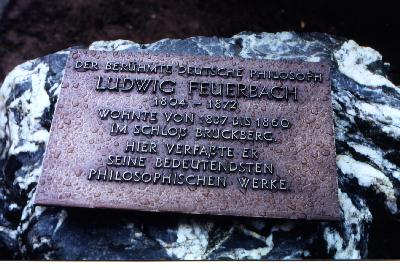 DER BERÜHMTE DEUTSCHE PHILOSOPH
LUDWIG FEUERBACH
1804 – 1872
WOHNTE VON 1837 BIS 1860
IM SCHLOẞ BRUCKBERG.
HIER VERFAẞTE ER
SEINE BEDEUTENDSTEN
PHILOSOPHISCHEN WERKE.